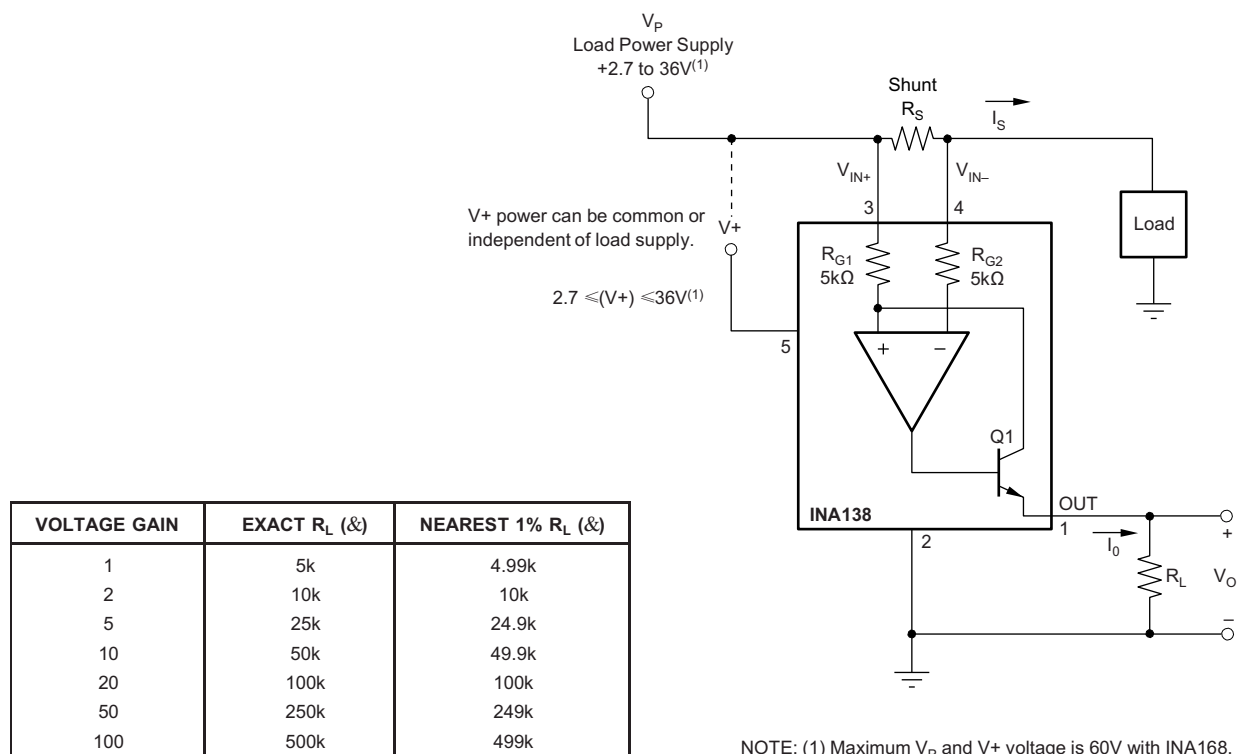 V_P
Load Power Supply
+2.7 to 36V(1)
Shunt
R_S
I_S
V_IN+
V_IN–
3
4
V+ power can be common or
independent of load supply.
V+
Load
R_G1
5kΩ
R_G2
5kΩ
2.7 ⩽(V+) ⩽36V(1)
5
+
–
Q1
INA138
OUT
2
1
I_0
+
R_L
V_O
–
VOLTAGE GAIN EXACT R_L (&) NEAREST 1% R_L (&)
1 5k 4.99k
2 10k 10k
5 25k 24.9k
10 50k 49.9k
20 100k 100k
50 250k 249k
100 500k 499k
NOTE: (1) Maximum V_P and V+ voltage is 60V with INA168.